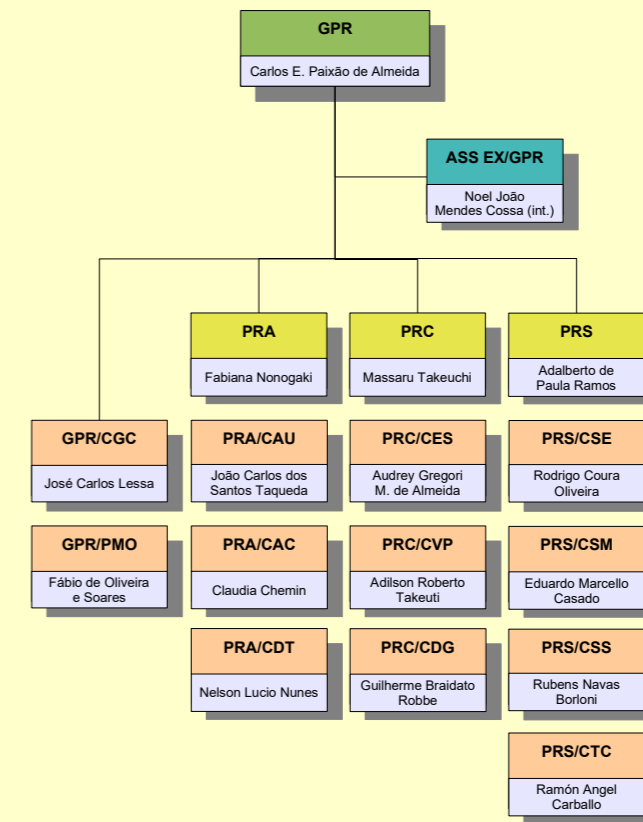 GPR
Carlos E. Paixão de Almeida
ASS EX/GPR
Noel João
Mendes Cossa (int.)
PRA
Fabiana Nonogaki
PRC
Massaru Takeuchi
PRS
Adalberto de
Paula Ramos
GPR/CGC
José Carlos Lessa
PRA/CAU
João Carlos dos
Santos Taqueda
PRC/CES
Audrey Gregori
M. de Almeida
PRS/CSE
Rodrigo Coura
Oliveira
GPR/PMO
Fábio de Oliveira
e Soares
PRA/CAC
Claudia Chemin
PRC/CVP
Adilson Roberto
Takeuti
PRS/CSM
Eduardo Marcello
Casado
PRA/CDT
Nelson Lucio Nunes
PRC/CDG
Guilherme Braidato
Robbe
PRS/CSS
Rubens Navas
Borloni
PRS/CTC
Ramón Angel
Carballo